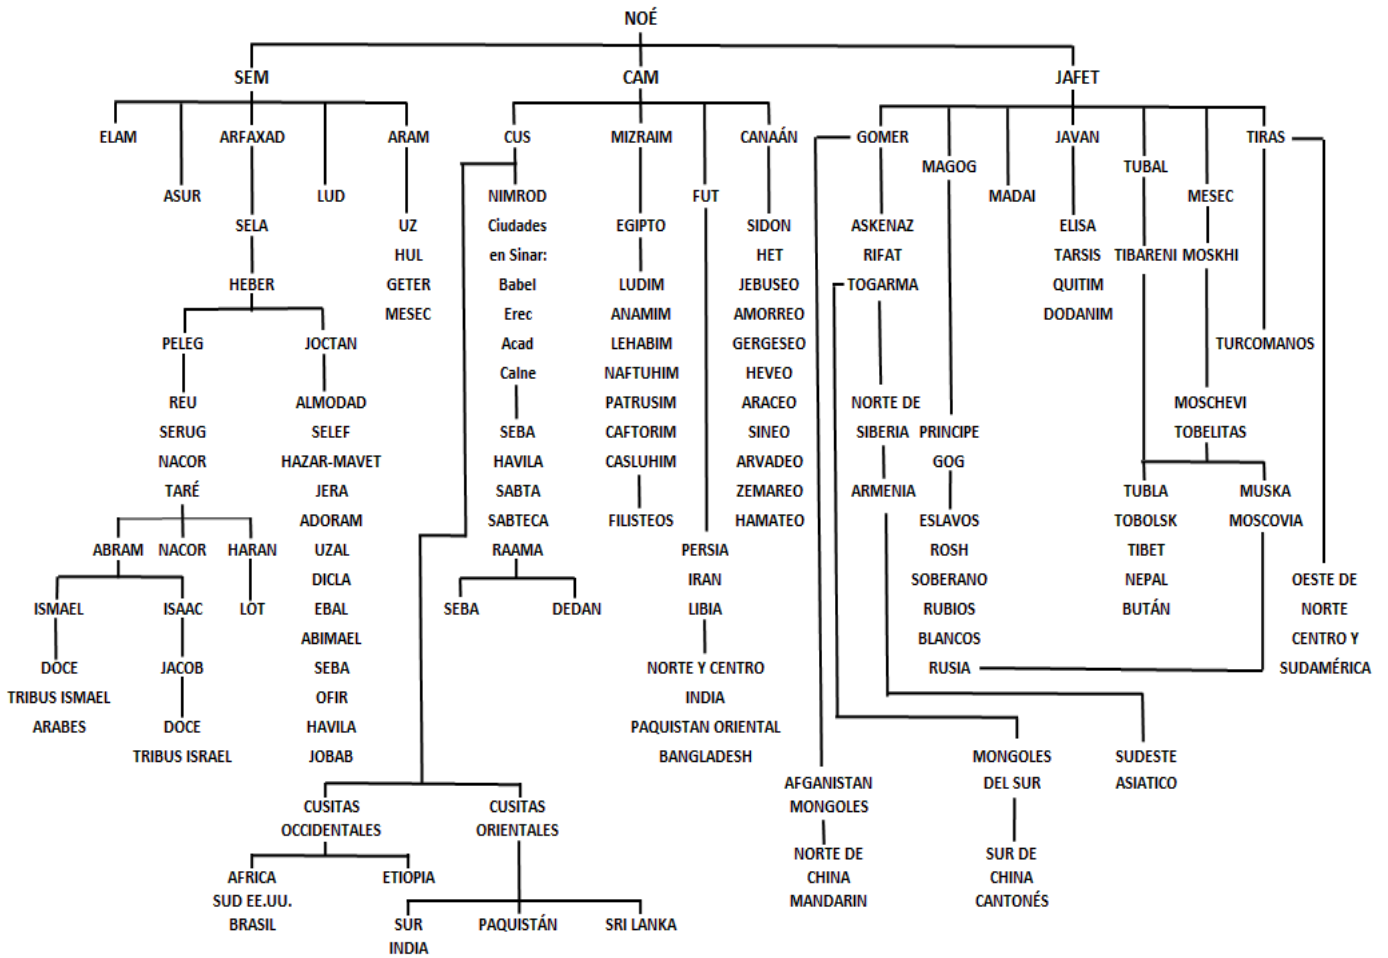 NOÉ
SEM CAM JAFET
ELAM ARFAXAD ARAM CUS MIZRAIM CANAÁN GOMER JAVAN TIRAS
MAGOG TUBAL
ASUR LUD NIMROD FUT MADAI MESEC
SELA UZ Ciudades EGIPTO SIDON ASKENAZ ELISA
HUL en Sinar: HET RIFAT TARSIS TIBARENI MOSKHI
HEBER GETER Babel LUDIM JEBUSEO TOGARMA QUITIM
MESEC Erec ANAMIM AMORREO DODANIM
PELEG JOCTAN Acad LEHABIM GERGESEO TURCOMANOS
Calne NAFTUHIM HEVEO
REU ALMODAD PATRUSIM ARACEO NORTE DE MOSCHEVI
SERUG SELEF SEBA CAFTORIM SINEO SIBERIA PRINCIPE TOBELITAS
NACOR HAZAR-MAVET HAVILA CASLUHIM ARVADEO GOG
TARÉ JERA SABTA ZEMAREO ARMENIA TUBLA MUSKA
ADORAM SABTECA FILISTEOS HAMATEO ESLAVOS TOBOLSK MOSCOVIA
ABRAM NACOR HARAN UZAL RAAMA PERSIA ROSH TIBET
DICLA IRAN SOBERANO NEPAL OESTE DE
ISMAEL ISAAC LOT EBAL SEBA DEDAN LIBIA RUBIOS BUTÁN NORTE
ABIMAEL BLANCOS CENTRO Y
DOCE JACOB SEBA NORTE Y CENTRO RUSIA SUDAMÉRICA
TRIBUS ISMAEL OFIR INDIA
ARABES DOCE HAVILA PAQUISTAN ORIENTAL
TRIBUS ISRAEL JOBAB BANGLADESH MONGOLES SUDESTE
AFGANISTAN DEL SUR ASIATICO
CUSITAS CUSITAS MONGOLES
OCCIDENTALES ORIENTALES
NORTE DE SUR DE
AFRICA ETIOPIA CHINA CHINA
SUD EE.UU. MANDARIN CANTONÉS
BRASIL SUR PAQUISTÁN SRI LANKA
INDIA